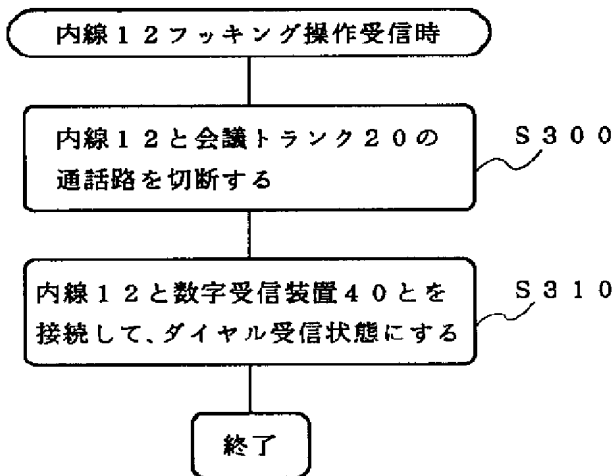 内線１２フッキング操作受信時
内線１２と会議トランク２０の
通話路を切断する
S３００
内線１２と数字受信装置４０とを
接続して、ダイヤル受信状態にする
S３１０
終了